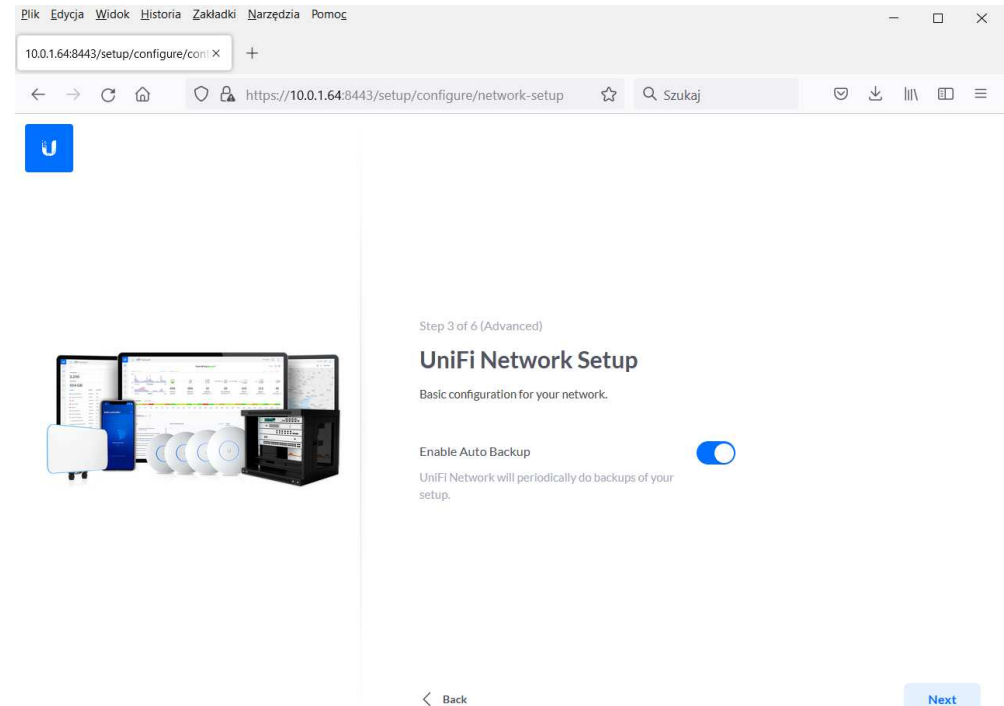 Plik Edycja Widok Historia Zakładki Narzędzia Pomoc
10.0.1.64:8443/setup/configure/con
https://10.0.1.64:8443/setup/configure/network-setup Szukaj
Step 3 of 6 (Advanced)
UniFi Network Setup
Basic configuration for your network.
Enable Auto Backup
UniFi Network will periodically do backups of your
setup.
Back Next